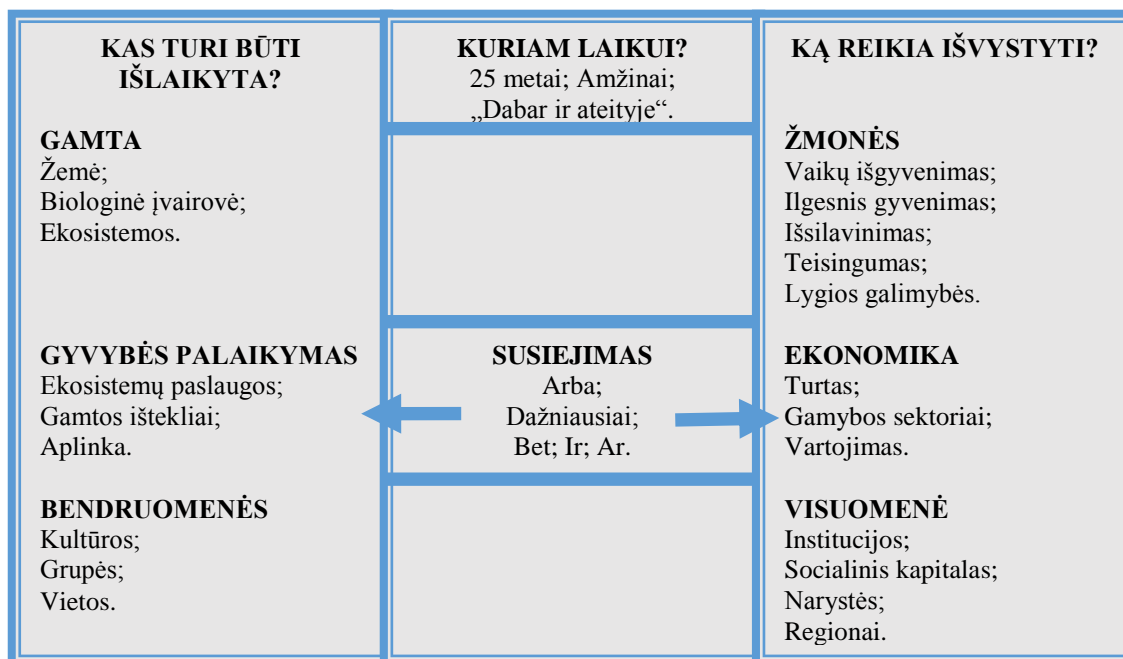 KAS TURI BŪTI
IŠLAIKYTA?
GAMTA
Žemė;
Biologinė įvairovė;
Ekosistemos.
GYVYBĖS PALAIKYMAS
Ekosistemų paslaugos;
Gamtos ištekliai;
Aplinka.
BENDRUOMENĖS
Kultūros;
Grupės;
Vietos.
KURIAM LAIKUI?
25 metai; Amžinai;
„Dabar ir ateityje“.
SUSIEJIMAS
Arba;
Dažniausiai;
Bet; Ir; Ar.
KĄ REIKIA IŠVYSTYTI?
ŽMONĖS
Vaikų išgyvenimas;
Ilgesnis gyvenimas;
Išsilavinimas;
Teisingumas;
Lygios galimybės.
EKONOMIKA
Turtas;
Gamybos sektoriai;
Vartojimas.
VISUOMENĖ
Institucijos;
Socialinis kapitalas;
Narystės;
Regionai.